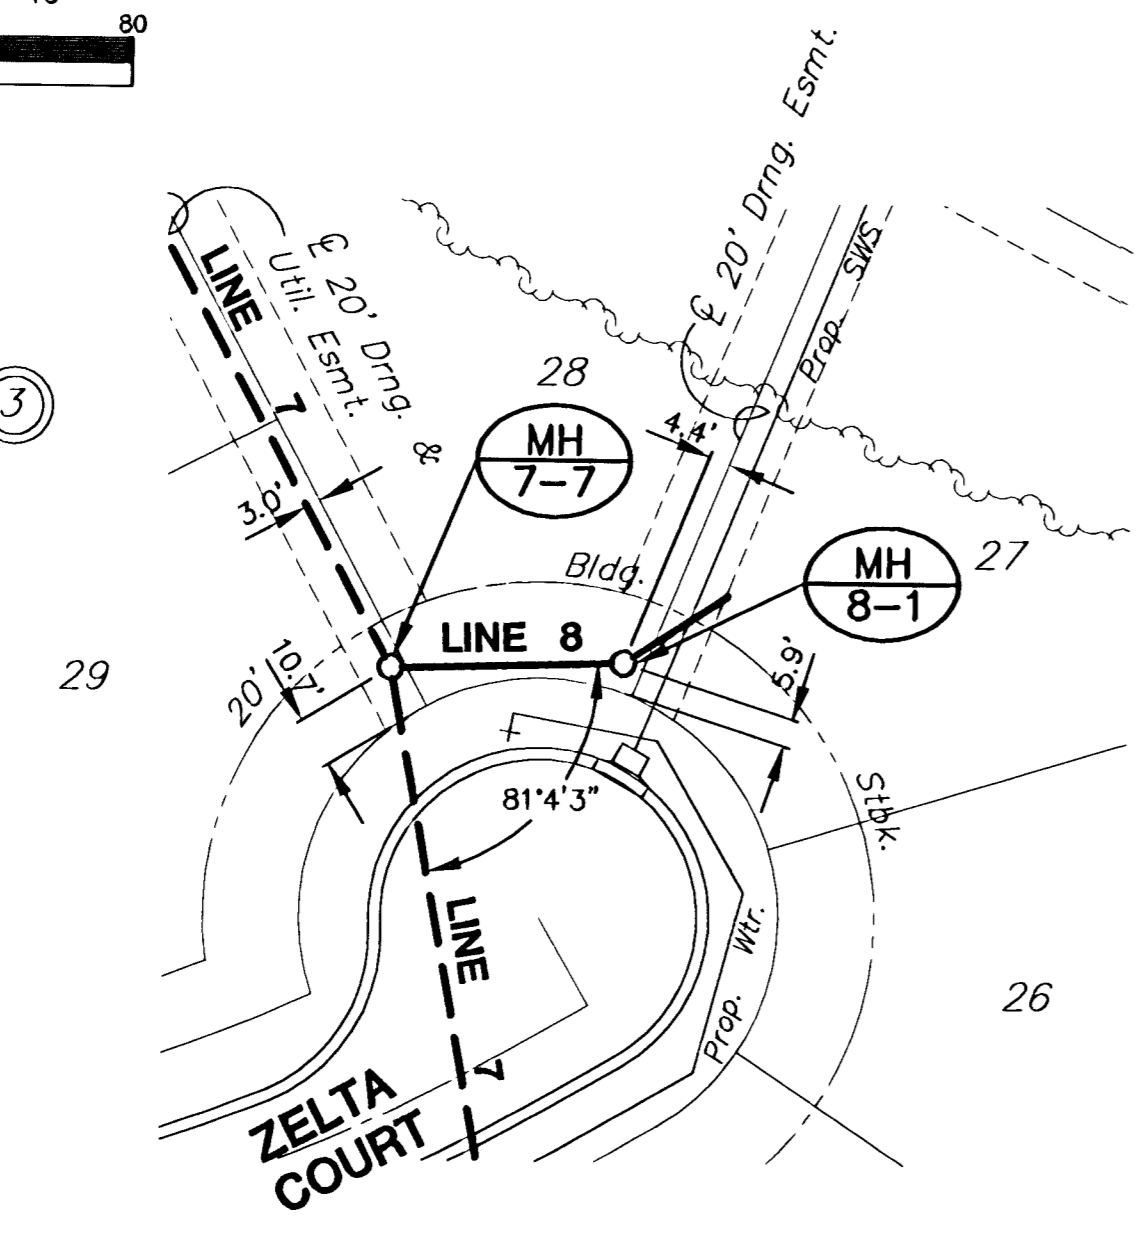 80
℄ 20' Drng. Esmt.
LINE
7
℄ 20' Drng. &
Util. Esmt.
Prop. SWS
3
28
MH
7-7
4.4'
3.0'
Bldg.
MH
8-1
27
LINE 8
29
20'
10.7'
5.9'
81°4'3"
Stbk.
LINE
7
Prop. Wtr.
26
ZELTA
COURT